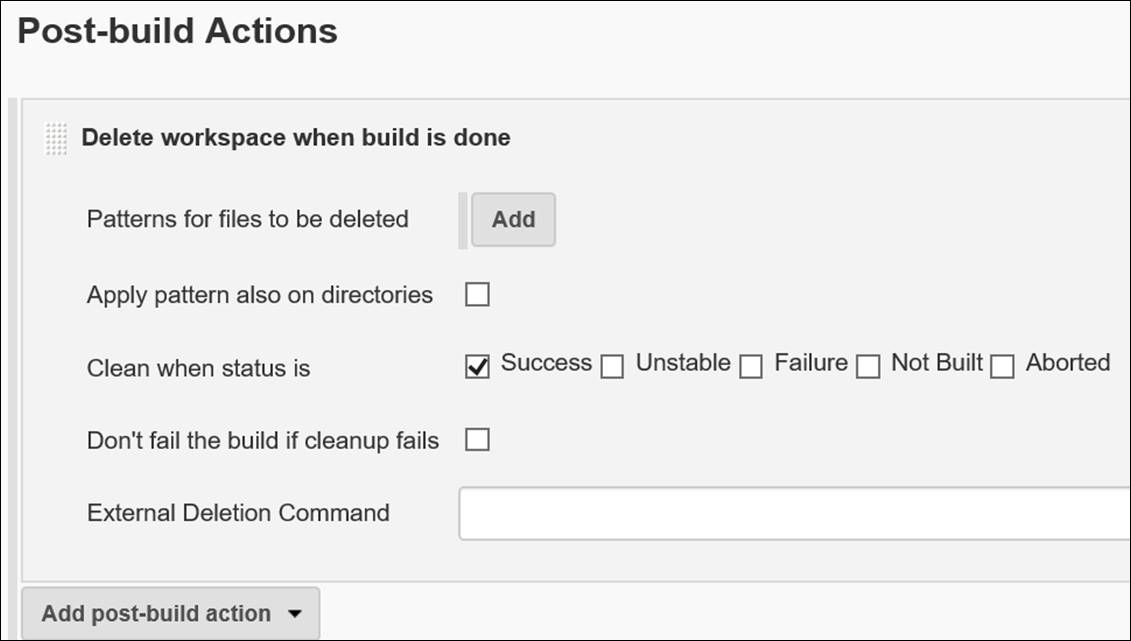 Post-build Actions
Delete workspace when build is done
Patterns for files to be deleted Add
Apply pattern also on directories
Clean when status is Success Unstable Failure Not Built Aborted
Don't fail the build if cleanup fails
External Deletion Command
Add post-build action